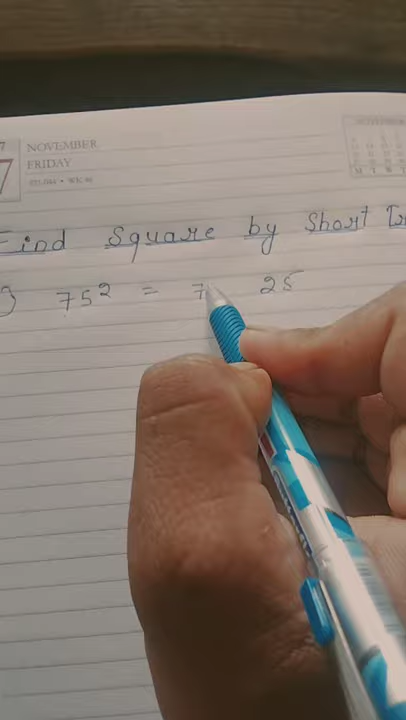 7
NOVEMBER
FRIDAY
Find Square by Short
75² = 7 25